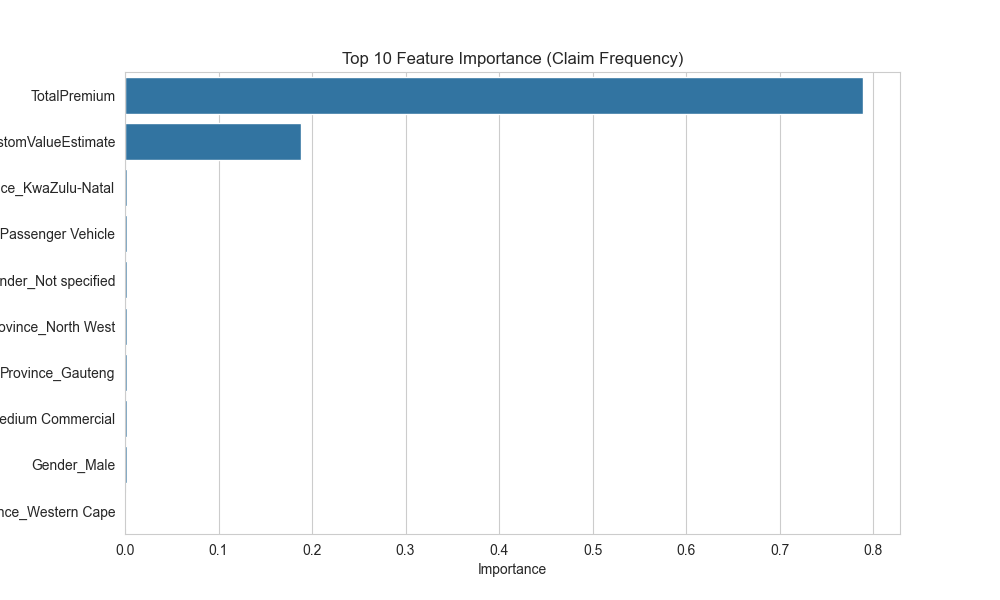 Top 10 Feature Importance (Claim Frequency)
TotalPremium
stomValueEstimate
ce_KwaZulu-Natal
Passenger Vehicle
nder_Not specified
ovince_North West
Province_Gauteng
edium Commercial
Gender_Male
nce_Western Cape
0.0 0.1 0.2 0.3 0.4 0.5 0.6 0.7 0.8
Importance